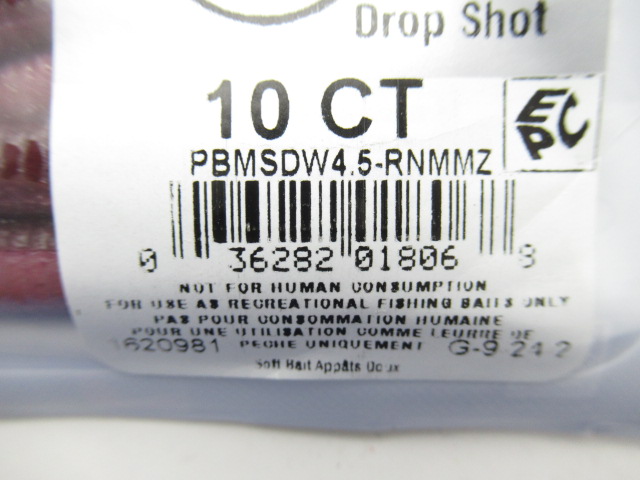 Drop Shot
10 CT
EPC
PBMSDW4.5-RNMMZ
0 36282 01806 8
NOT FOR HUMAN CONSUMPTION
FOR USE AS RECREATIONAL FISHING BAITS ONLY
PAS POUR CONSOMMATION HUMAINE
POUR UNE UTILISATION COMME LEURRE DE
1620981 PECHE UNIQUEMENT G-9 24 2
Soft Bait Appâts Doux